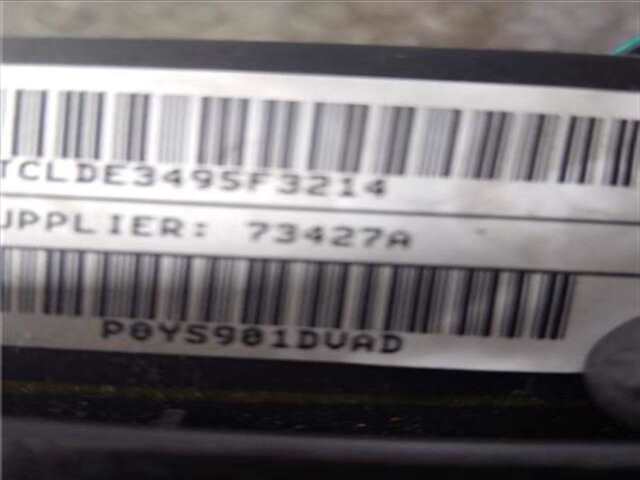 TCLDE3495F3214
UPPLIER: 73427A
P0YS901DVAD